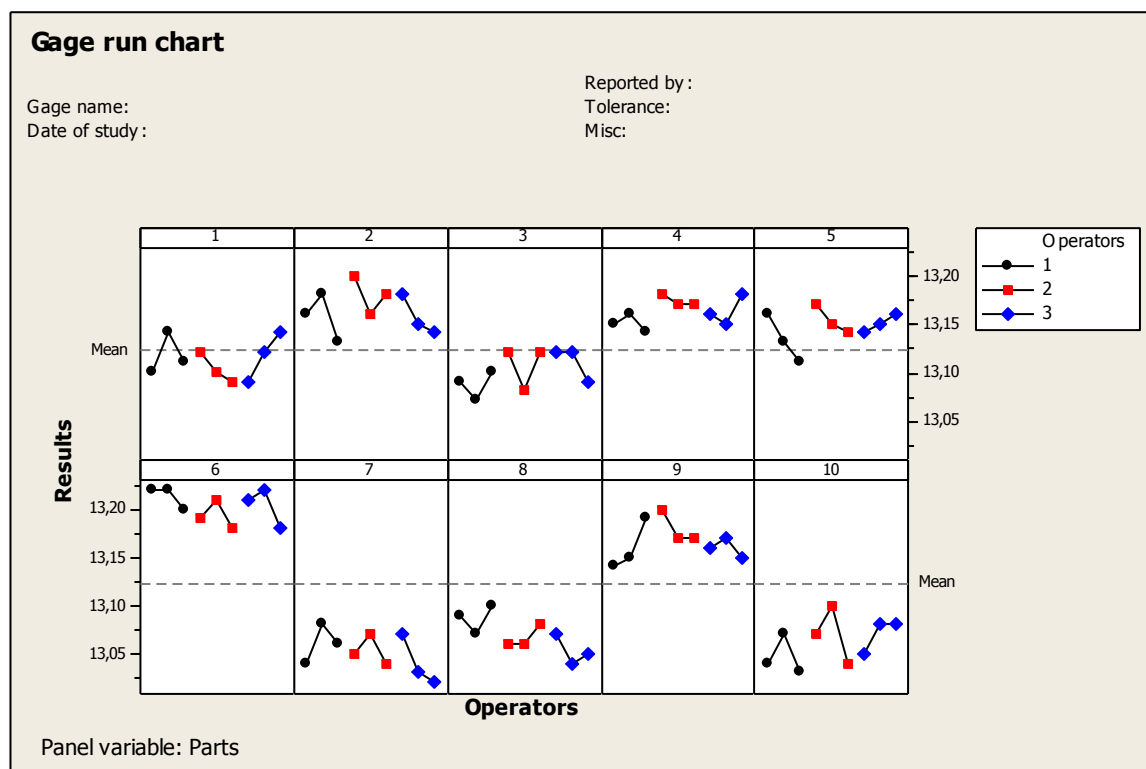 Gage run chart
Gage name:
Date of study :
Reported by :
Tolerance:
Misc:
1 2 3 4 5
13,20
13,15
13,10
13,05
Mean
Operators
1
2
3
Results
6 7 8 9 10
13,20
13,15
13,10
13,05
Mean
Operators
Panel variable: Parts